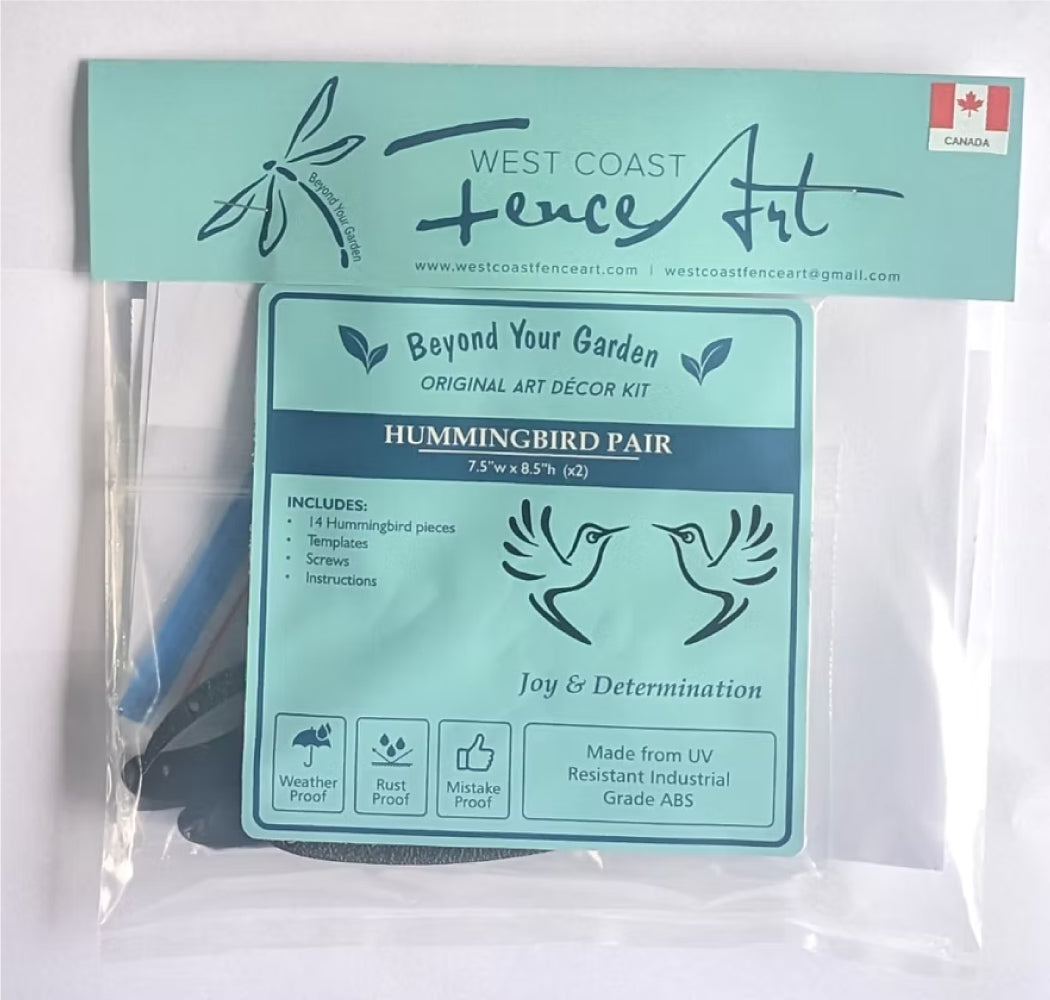 Beyond Your Garden
WEST COAST
Fence Art
CANADA
www.westcoastfenceart.com | westcoastfenceart@gmail.com
Beyond Your Garden
ORIGINAL ART DÉCOR KIT
HUMMINGBIRD PAIR
7.5"w x 8.5"h (x2)
INCLUDES:
• 14 Hummingbird pieces
• Templates
• Screws
• Instructions
Joy & Determination
Weather
Proof
Rust
Proof
Mistake
Proof
Made from UV
Resistant Industrial
Grade ABS